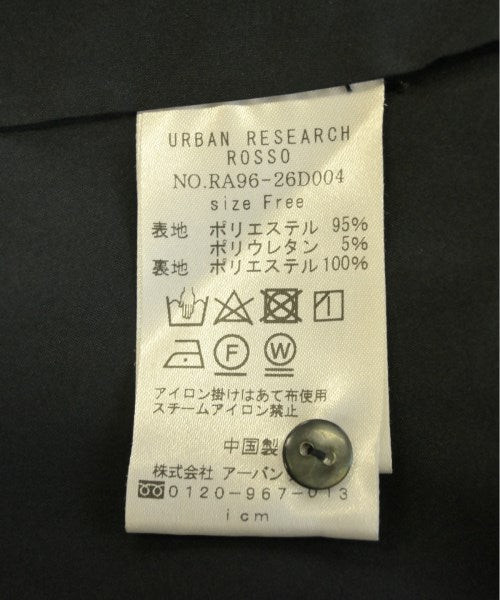 URBAN RESEARCH
ROSSO
NO.RA96-26D004
size Free
表地 ポリエステル 95%
ポリウレタン 5%
裏地 ポリエステル 100%
F W
アイロン掛けはあて布使用
スチームアイロン禁止
中国製
株式会社 アーバン
0120-967-013
icm